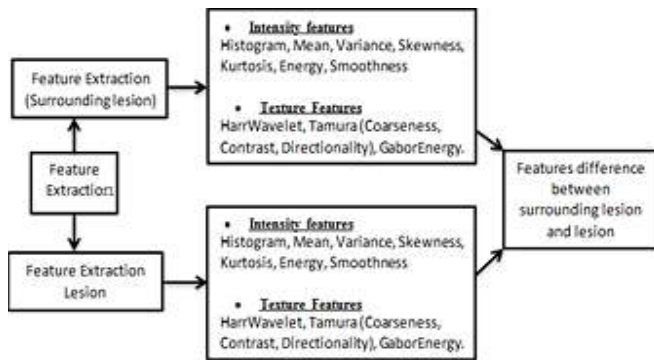 • Intensity features
Histogram, Mean, Variance, Skewness,
Kurtosis, Energy, Smoothness
• Texture Features
HarrWavelet, Tamura (Coarseness,
Contrast, Directionality), GaborEnergy.
Feature Extraction
(Surrounding lesion)
Feature
Extraction
Feature Extraction
Lesion
• Intensity features
Histogram, Mean, Variance, Skewness,
Kurtosis, Energy, Smoothness
• Texture Features
HarrWavelet, Tamura (Coarseness,
Contrast, Directionality), GaborEnergy.
Features difference
between
surrounding lesion
and lesion